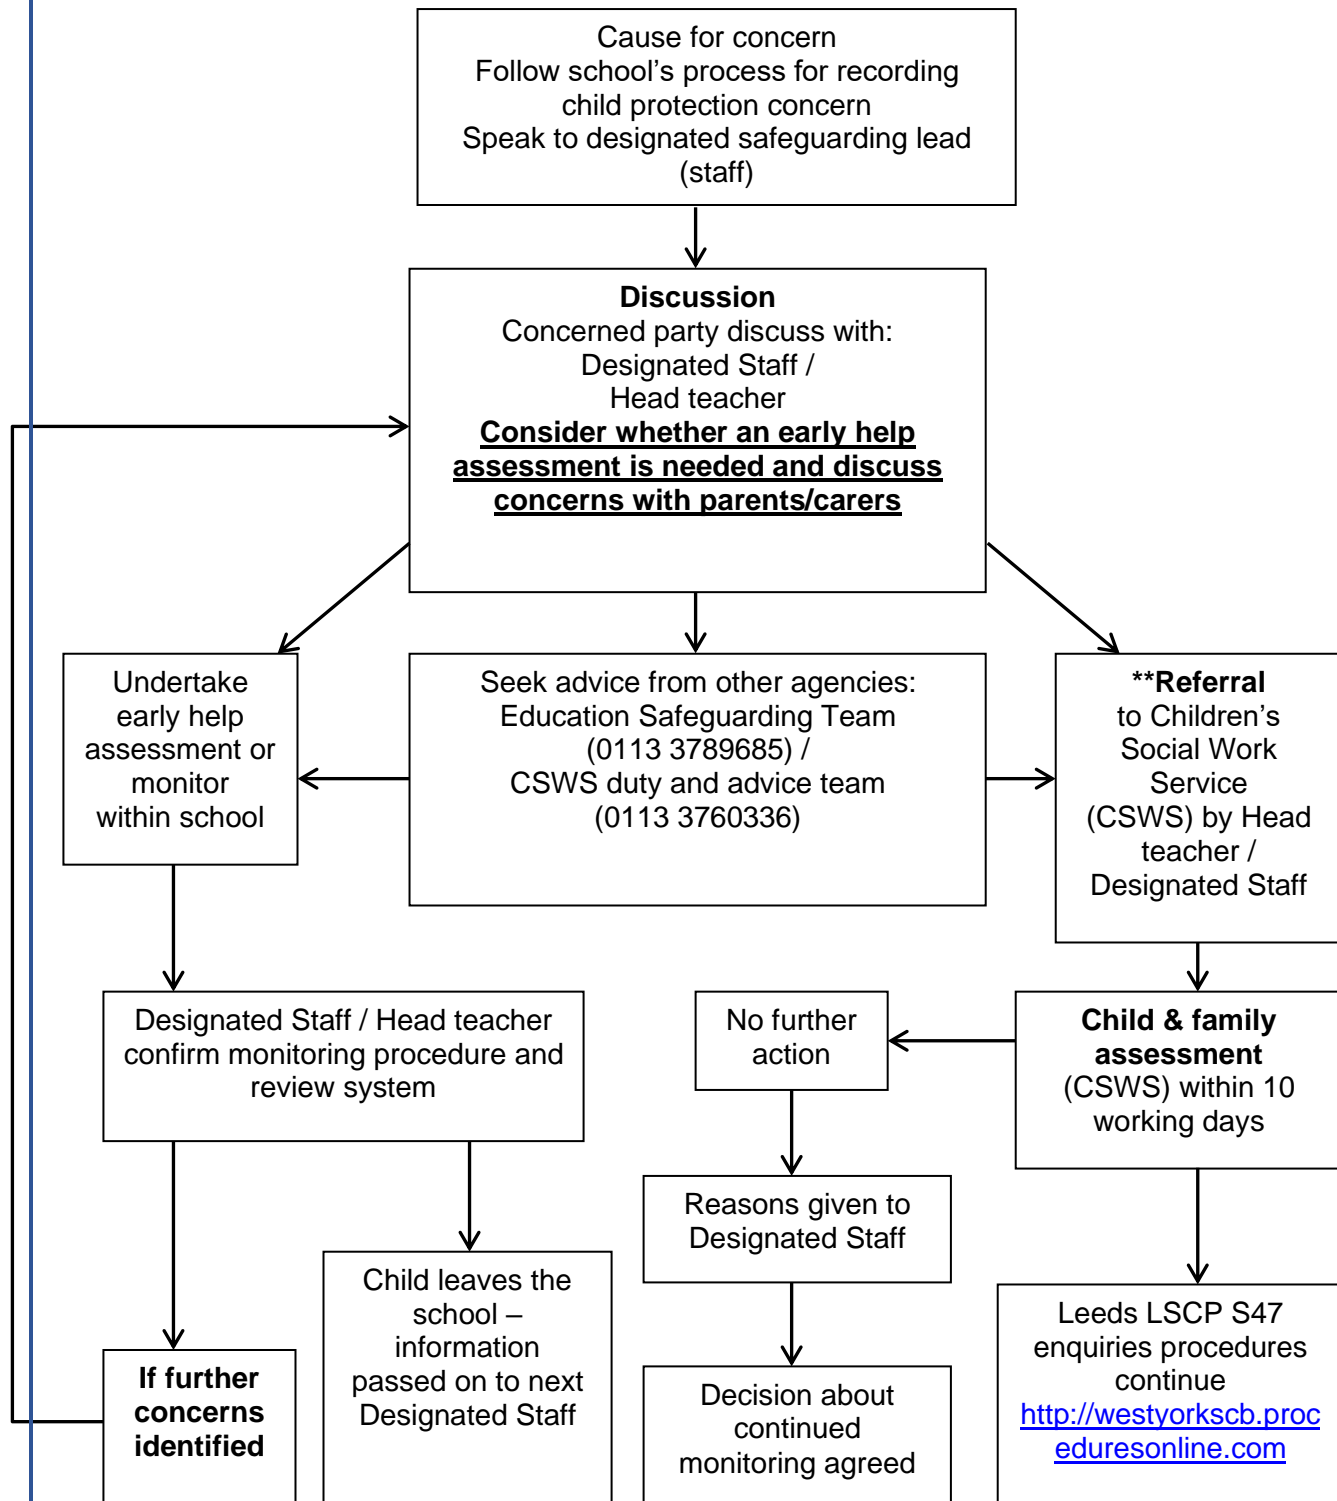 Cause for concern
Follow school’s process for recording
child protection concern
Speak to designated safeguarding lead
(staff)
Discussion
Concerned party discuss with:
Designated Staff /
Head teacher
Consider whether an early help
assessment is needed and discuss
concerns with parents/carers
Undertake
early help
assessment or
monitor
within school
Seek advice from other agencies:
Education Safeguarding Team
(0113 3789685) /
CSWS duty and advice team
(0113 3760336)
**Referral
to Children’s
Social Work
Service
(CSWS) by Head
teacher /
Designated Staff
Designated Staff / Head teacher
confirm monitoring procedure and
review system
No further
action
Child & family
assessment
(CSWS) within 10
working days
Reasons given to
Designated Staff
If further
concerns
identified
Child leaves the
school –
information
passed on to next
Designated Staff
Decision about
continued
monitoring agreed
Leeds LSCP S47
enquiries procedures
continue
http://westyorkscb.proc
eduresonline.com